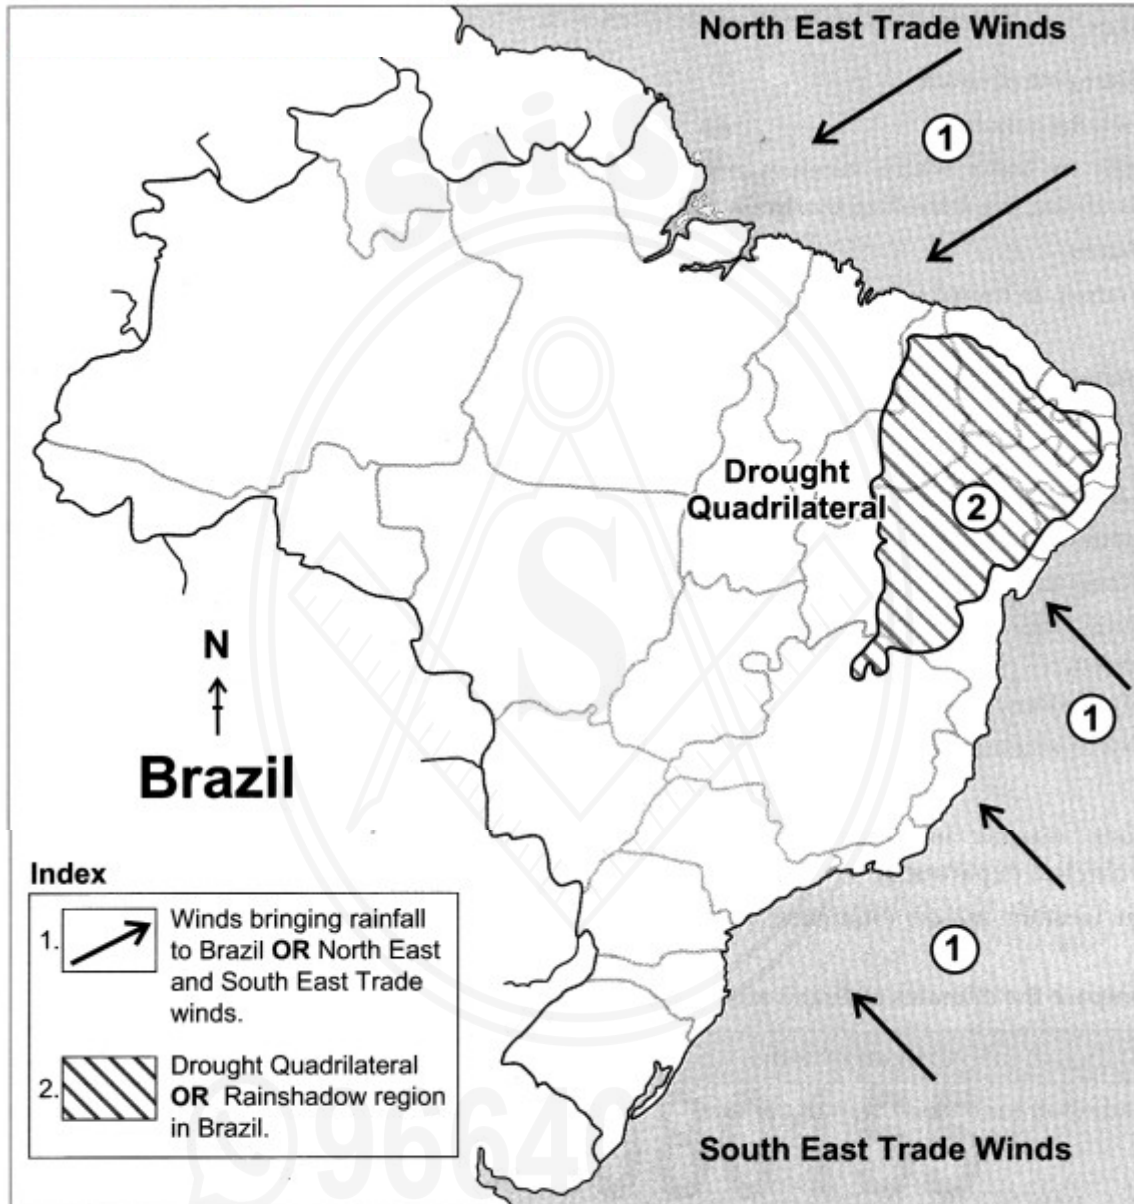 North East Trade Winds
1
Drought
Quadrilateral
2
N
Brazil
1
1
South East Trade Winds
Index
1. Winds bringing rainfall
to Brazil OR North East
and South East Trade
winds.
2. Drought Quadrilateral
OR Rainshadow region
in Brazil.
sai S
S
9664